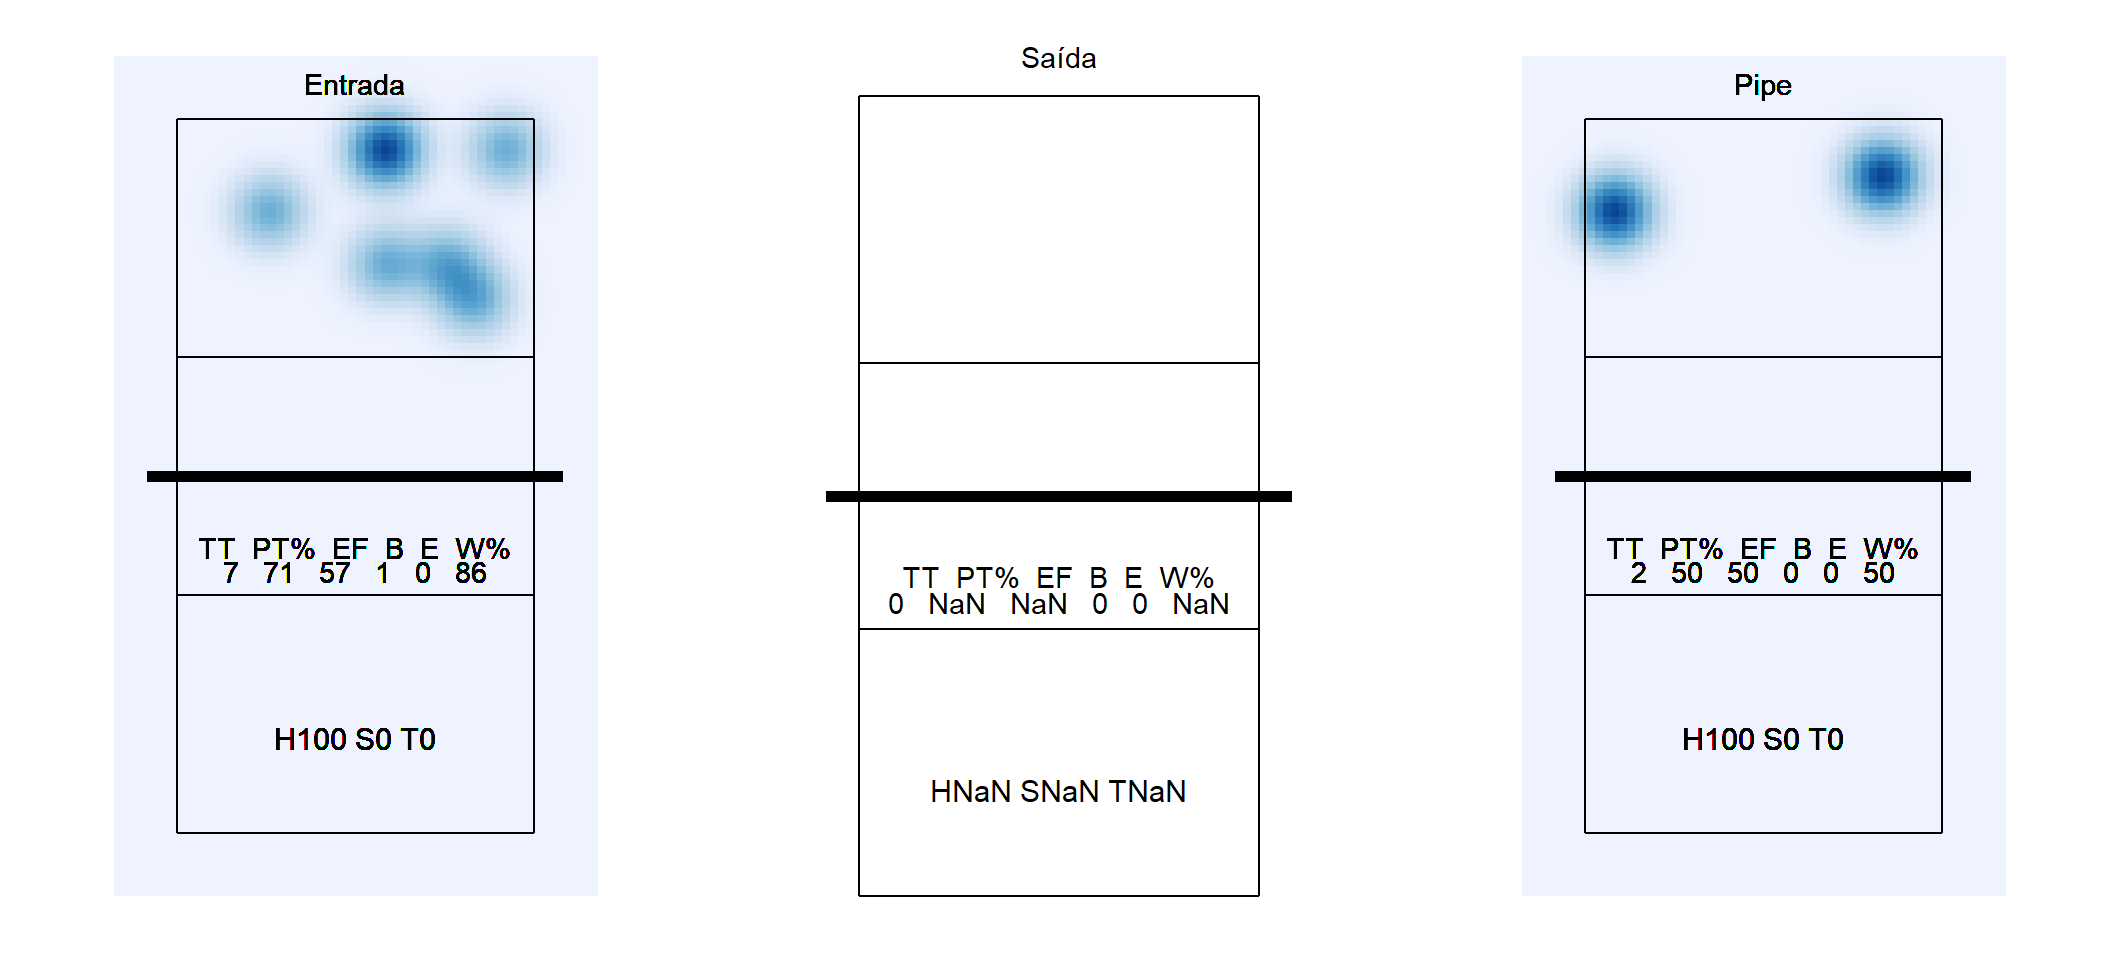 Entrada
TT PT% EF B E W%
7 71 57 1 0 86
H100 S0 T0
Saída
TT PT% EF B E W%
0 NaN NaN 0 0 NaN
HNaN SNaN TNaN
Pipe
TT PT% EF B E W%
2 50 50 0 0 50
H100 S0 T0